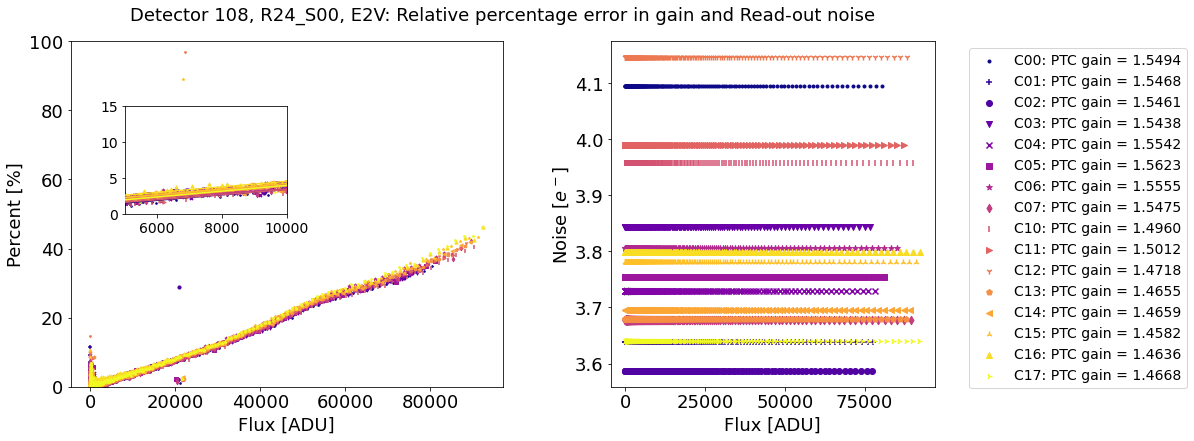 Detector 108, R24_S00, E2V: Relative percentage error in gain and Read-out noise
Percent [%]
100
80
60
40
20
0
15
10
5
0
6000 8000 10000
0 20000 40000 60000 80000
Flux [ADU]
Noise [e⁻]
4.1
4.0
3.9
3.8
3.7
3.6
0 25000 50000 75000
Flux [ADU]
C00: PTC gain = 1.5494
C01: PTC gain = 1.5468
C02: PTC gain = 1.5461
C03: PTC gain = 1.5438
C04: PTC gain = 1.5542
C05: PTC gain = 1.5623
C06: PTC gain = 1.5555
C07: PTC gain = 1.5475
C10: PTC gain = 1.4960
C11: PTC gain = 1.5012
C12: PTC gain = 1.4718
C13: PTC gain = 1.4655
C14: PTC gain = 1.4659
C15: PTC gain = 1.4582
C16: PTC gain = 1.4636
C17: PTC gain = 1.4668